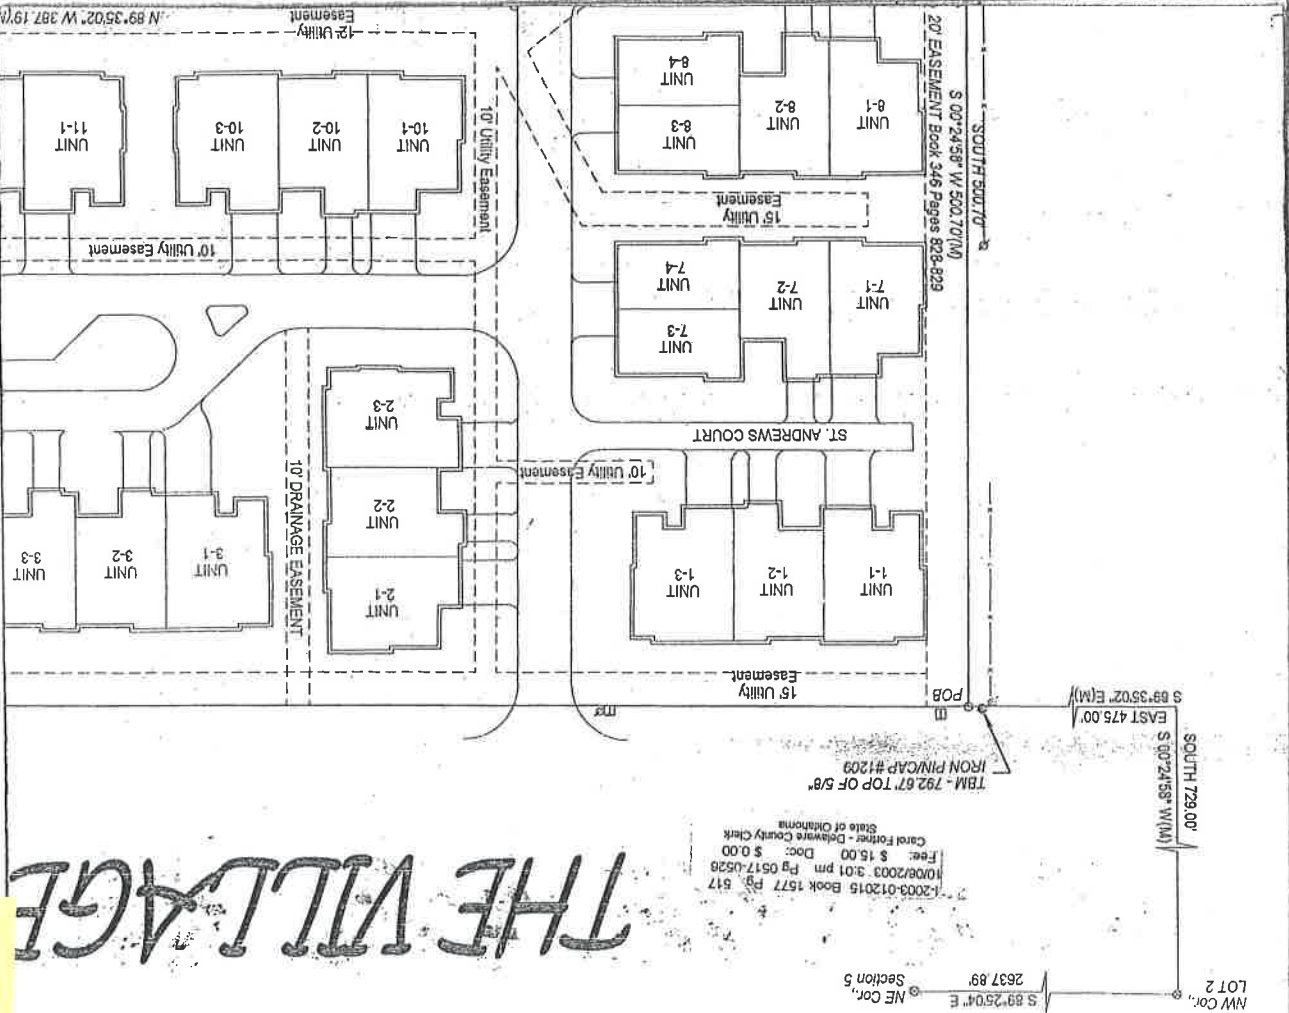 NW Cor.,
LOT 2
S 89°25'04" E
2637.89'
NE Cor.,
Section 5
THE VILLAGE
I-2003-012015 Book 1577 Pg. 517
10/06/2003 3:01 pm Pg 0517-0526
Fee: $ 15.00 Doc: $ 0.00
Carol Fortner - Delaware County Clerk
State of Oklahoma
SOUTH 729.00'
S 00°24'58" W(M)
TBM - 792.67' TOP OF 5/8"
IRON PIN/CAP #1209
EAST 475.00'
S 89°35'02" E(M)
POB
15' Utility
Easement
UNIT
1-1
UNIT
1-2
UNIT
1-3
UNIT
2-1
UNIT
2-2
UNIT
2-3
10' DRAINAGE EASEMENT
UNIT
3-1
UNIT
3-2
UNIT
3-3
10' Utility Easement
ST. ANDREWS COURT
UNIT
7-1
UNIT
7-2
UNIT
7-3
UNIT
7-4
15' Utility
Easement
UNIT
8-1
UNIT
8-2
UNIT
8-3
UNIT
8-4
SOUTH 500.70'
S 00°24'58" W 500.70'(M)
20' EASEMENT Book 346 Pages 828-829
10' Utility Easement
10' Utility Easement
UNIT
10-1
UNIT
10-2
UNIT
10-3
UNIT
11-1
12' Utility
Easement
N 89°35'02" W 387.19'(M)